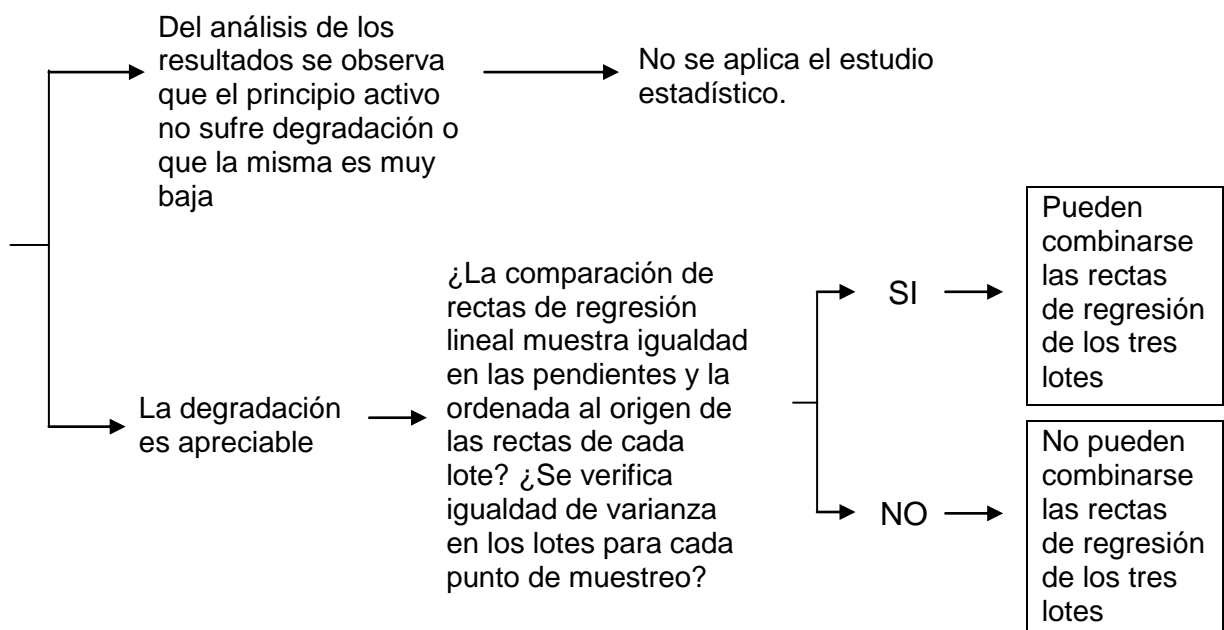 Del análisis de los
resultados se observa
que el principio activo
no sufre degradación o
que la misma es muy
baja
No se aplica el estudio
estadístico.
La degradación
es apreciable
¿La comparación de
rectas de regresión
lineal muestra igualdad
en las pendientes y la
ordenada al origen de
las rectas de cada
lote? ¿Se verifica
igualdad de varianza
en los lotes para cada
punto de muestreo?
SI
Pueden
combinarse
las rectas
de regresión
de los tres
lotes
NO
No pueden
combinarse
las rectas
de regresión
de los tres
lotes